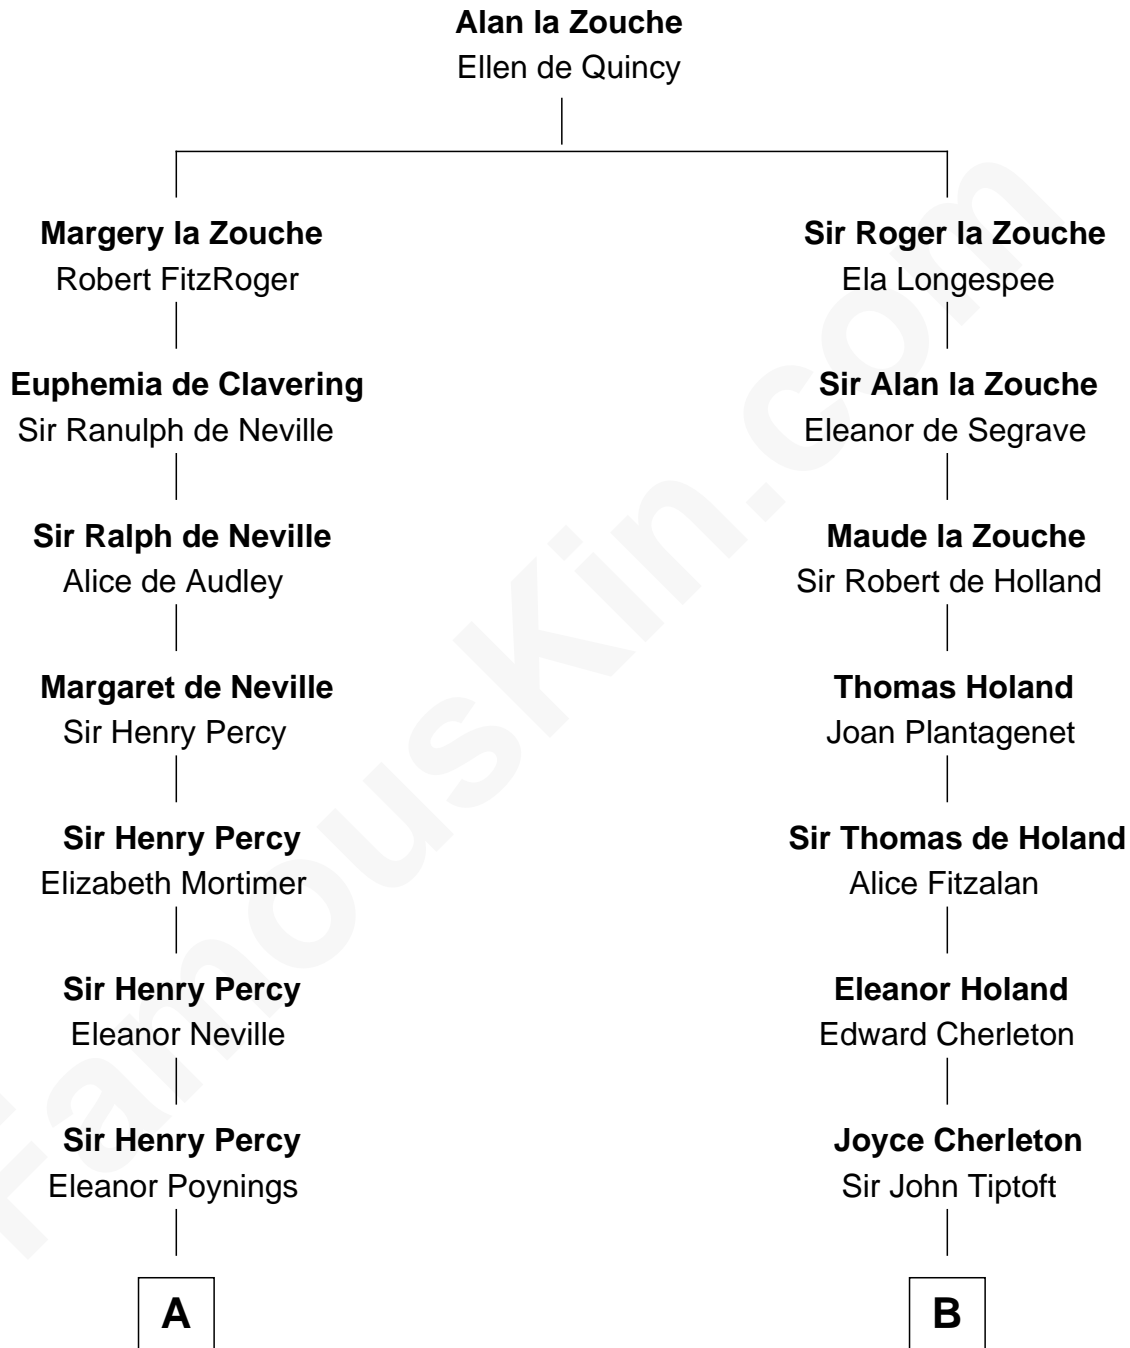 Alan la Zouche
Ellen de Quincy
Margery la Zouche
Robert FitzRoger
Sir Roger la Zouche
Ela Longespee
Euphemia de Clavering
Sir Ranulph de Neville
Sir Alan la Zouche
Eleanor de Segrave
Sir Ralph de Neville
Alice de Audley
Maude la Zouche
Sir Robert de Holland
Margaret de Neville
Sir Henry Percy
Thomas Holand
Joan Plantagenet
Sir Henry Percy
Elizabeth Mortimer
Sir Thomas de Holand
Alice Fitzalan
Sir Henry Percy
Eleanor Neville
Eleanor Holand
Edward Cherleton
Sir Henry Percy
Eleanor Poynings
Joyce Cherleton
Sir John Tiptoft
A
B
FamousKin.com